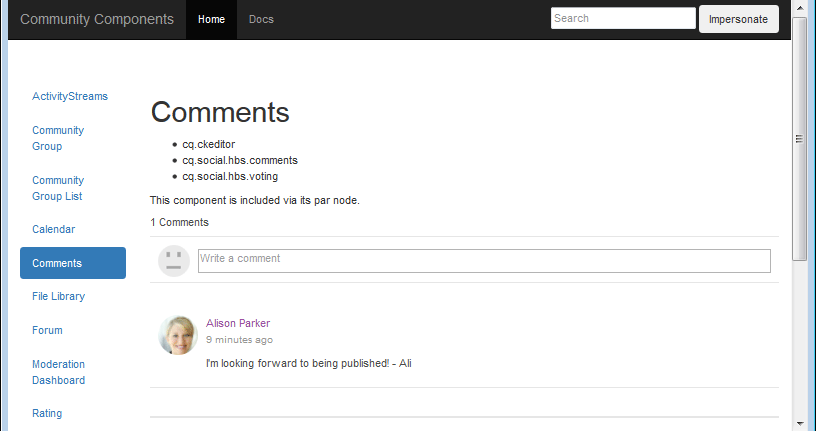 Community Components Home Docs Search Impersonate
ActivityStreams
Community
Group
Community
Group List
Calendar
Comments
File Library
Forum
Moderation
Dashboard
Rating
Comments
• cq.ckeditor
• cq.social.hbs.comments
• cq.social.hbs.voting
This component is included via its par node.
1 Comments
Write a comment
Alison Parker
9 minutes ago
I'm looking forward to being published! - Ali